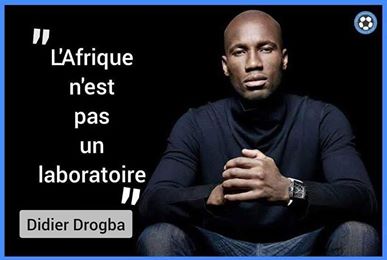 "
L'Afrique
n'est
pas
un
laboratoire
"
Didier Drogba